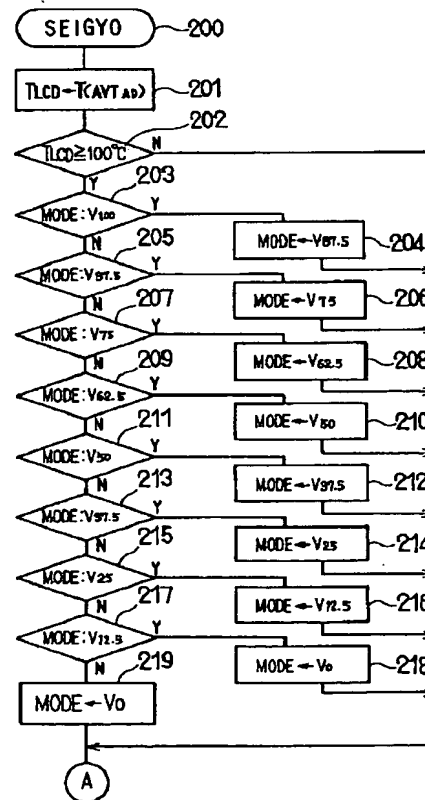 SEIGYO
200
TLCD←T(AVTAD)
201
202
TLCD≧100°C
N
Y
203
MODE:V100
Y
N
MODE←V87.5
204
205
MODE:V87.5
Y
N
MODE←V75
206
207
MODE:V75
Y
N
MODE←V62.5
208
209
MODE:V62.5
Y
N
MODE←V50
210
211
MODE:V50
Y
N
MODE←V37.5
212
213
MODE:V37.5
Y
N
MODE←V25
214
215
MODE:V25
Y
N
MODE←V12.5
216
217
MODE:V12.5
Y
N
MODE←V0
218
219
MODE←V0
A